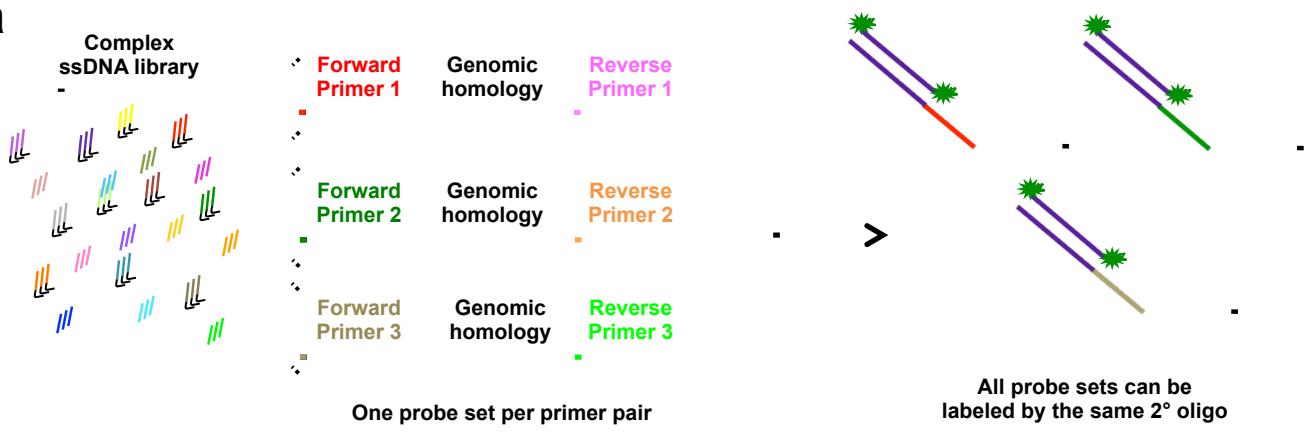 Complex
ssDNA library
Forward Genomic Reverse
Primer 1 homology Primer 1
Forward Genomic Reverse
Primer 2 homology Primer 2
Forward Genomic Reverse
Primer 3 homology Primer 3
One probe set per primer pair
>
All probe sets can be
labeled by the same 2° oligo